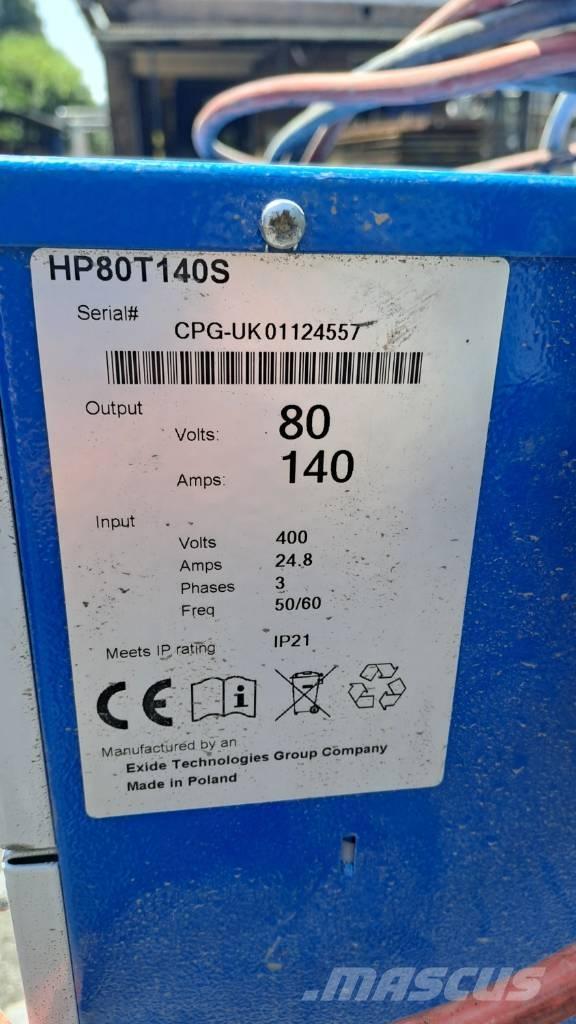 HP80T140S
Serial#
CPG-UK01124557
Output
Volts: 80
Amps: 140
Input
Volts 400
Amps 24.8
Phases 3
Freq 50/60
Meets IP rating IP21
CE i
Manufactured by an
Exide Technologies Group Company
Made in Poland
MASCUS